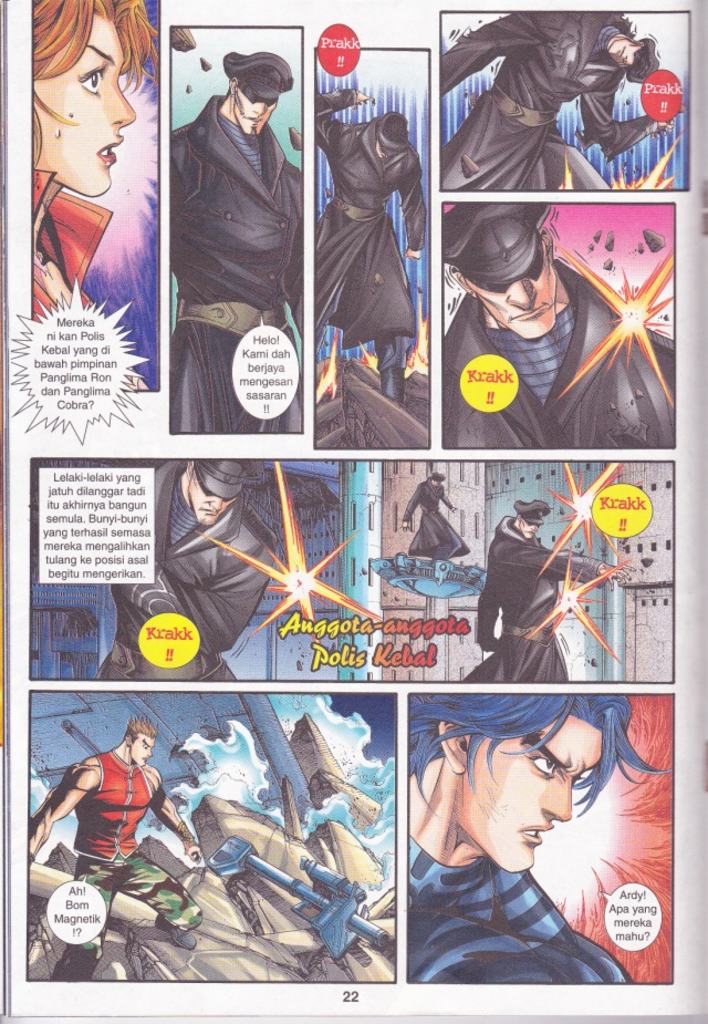 Mereka
ni kan Polis
Kebal yang di
bawah pimpinan
Panglima Ron
dan Panglima
Cobra?
Helo!
Kami dah
berjaya
mengesan
sasaran
!!
Prakk
!!
Prakk
!!
Krakk
!!
Lelaki-lelaki yang
jatuh dilanggar tadi
itu akhirnya bangun
semula. Bunyi-bunyi
yang terhasil semasa
mereka mengalihkan
tulang ke posisi asal
begitu mengerikan.
Krakk
!!
Anggota-anggota
Polis Kebal
Krakk
!!
Ah!
Bom
Magnetik
!?
Ardy!
Apa yang
mereka
mahu?
22